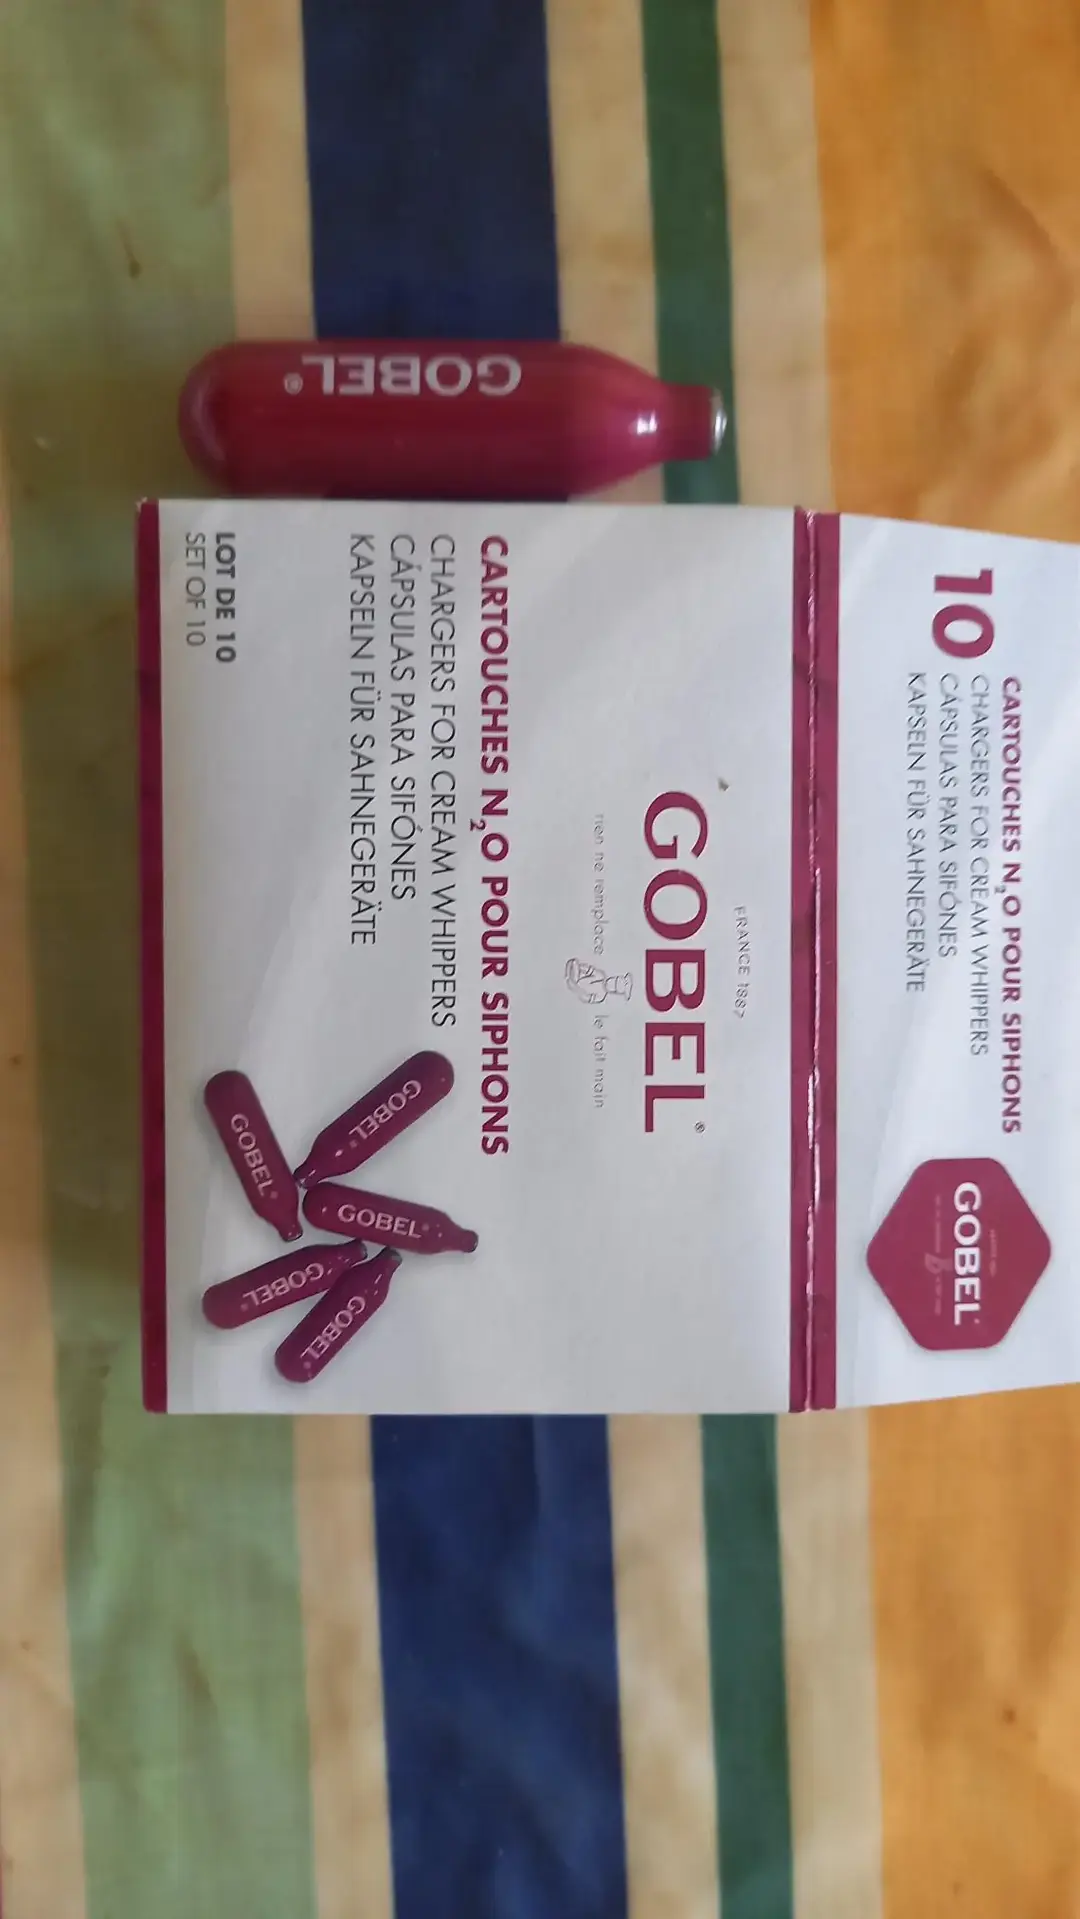 GOBEL®
10
CARTOUCHES N₂O POUR SIPHONS
CHARGERS FOR CREAM WHIPPERS
CÁPSULAS PARA SIFÓNES
KAPSELN FÜR SAHNEGERÄTE
GOBEL
FRANCE 1887
GOBEL®
rien ne remplace le fait main
CARTOUCHES N₂O POUR SIPHONS
CHARGERS FOR CREAM WHIPPERS
CÁPSULAS PARA SIFÓNES
KAPSELN FÜR SAHNEGERÄTE
LOT DE 10
SET OF 10
GOBEL®
GOBEL®
GOBEL®
GOBEL®
GOBEL®